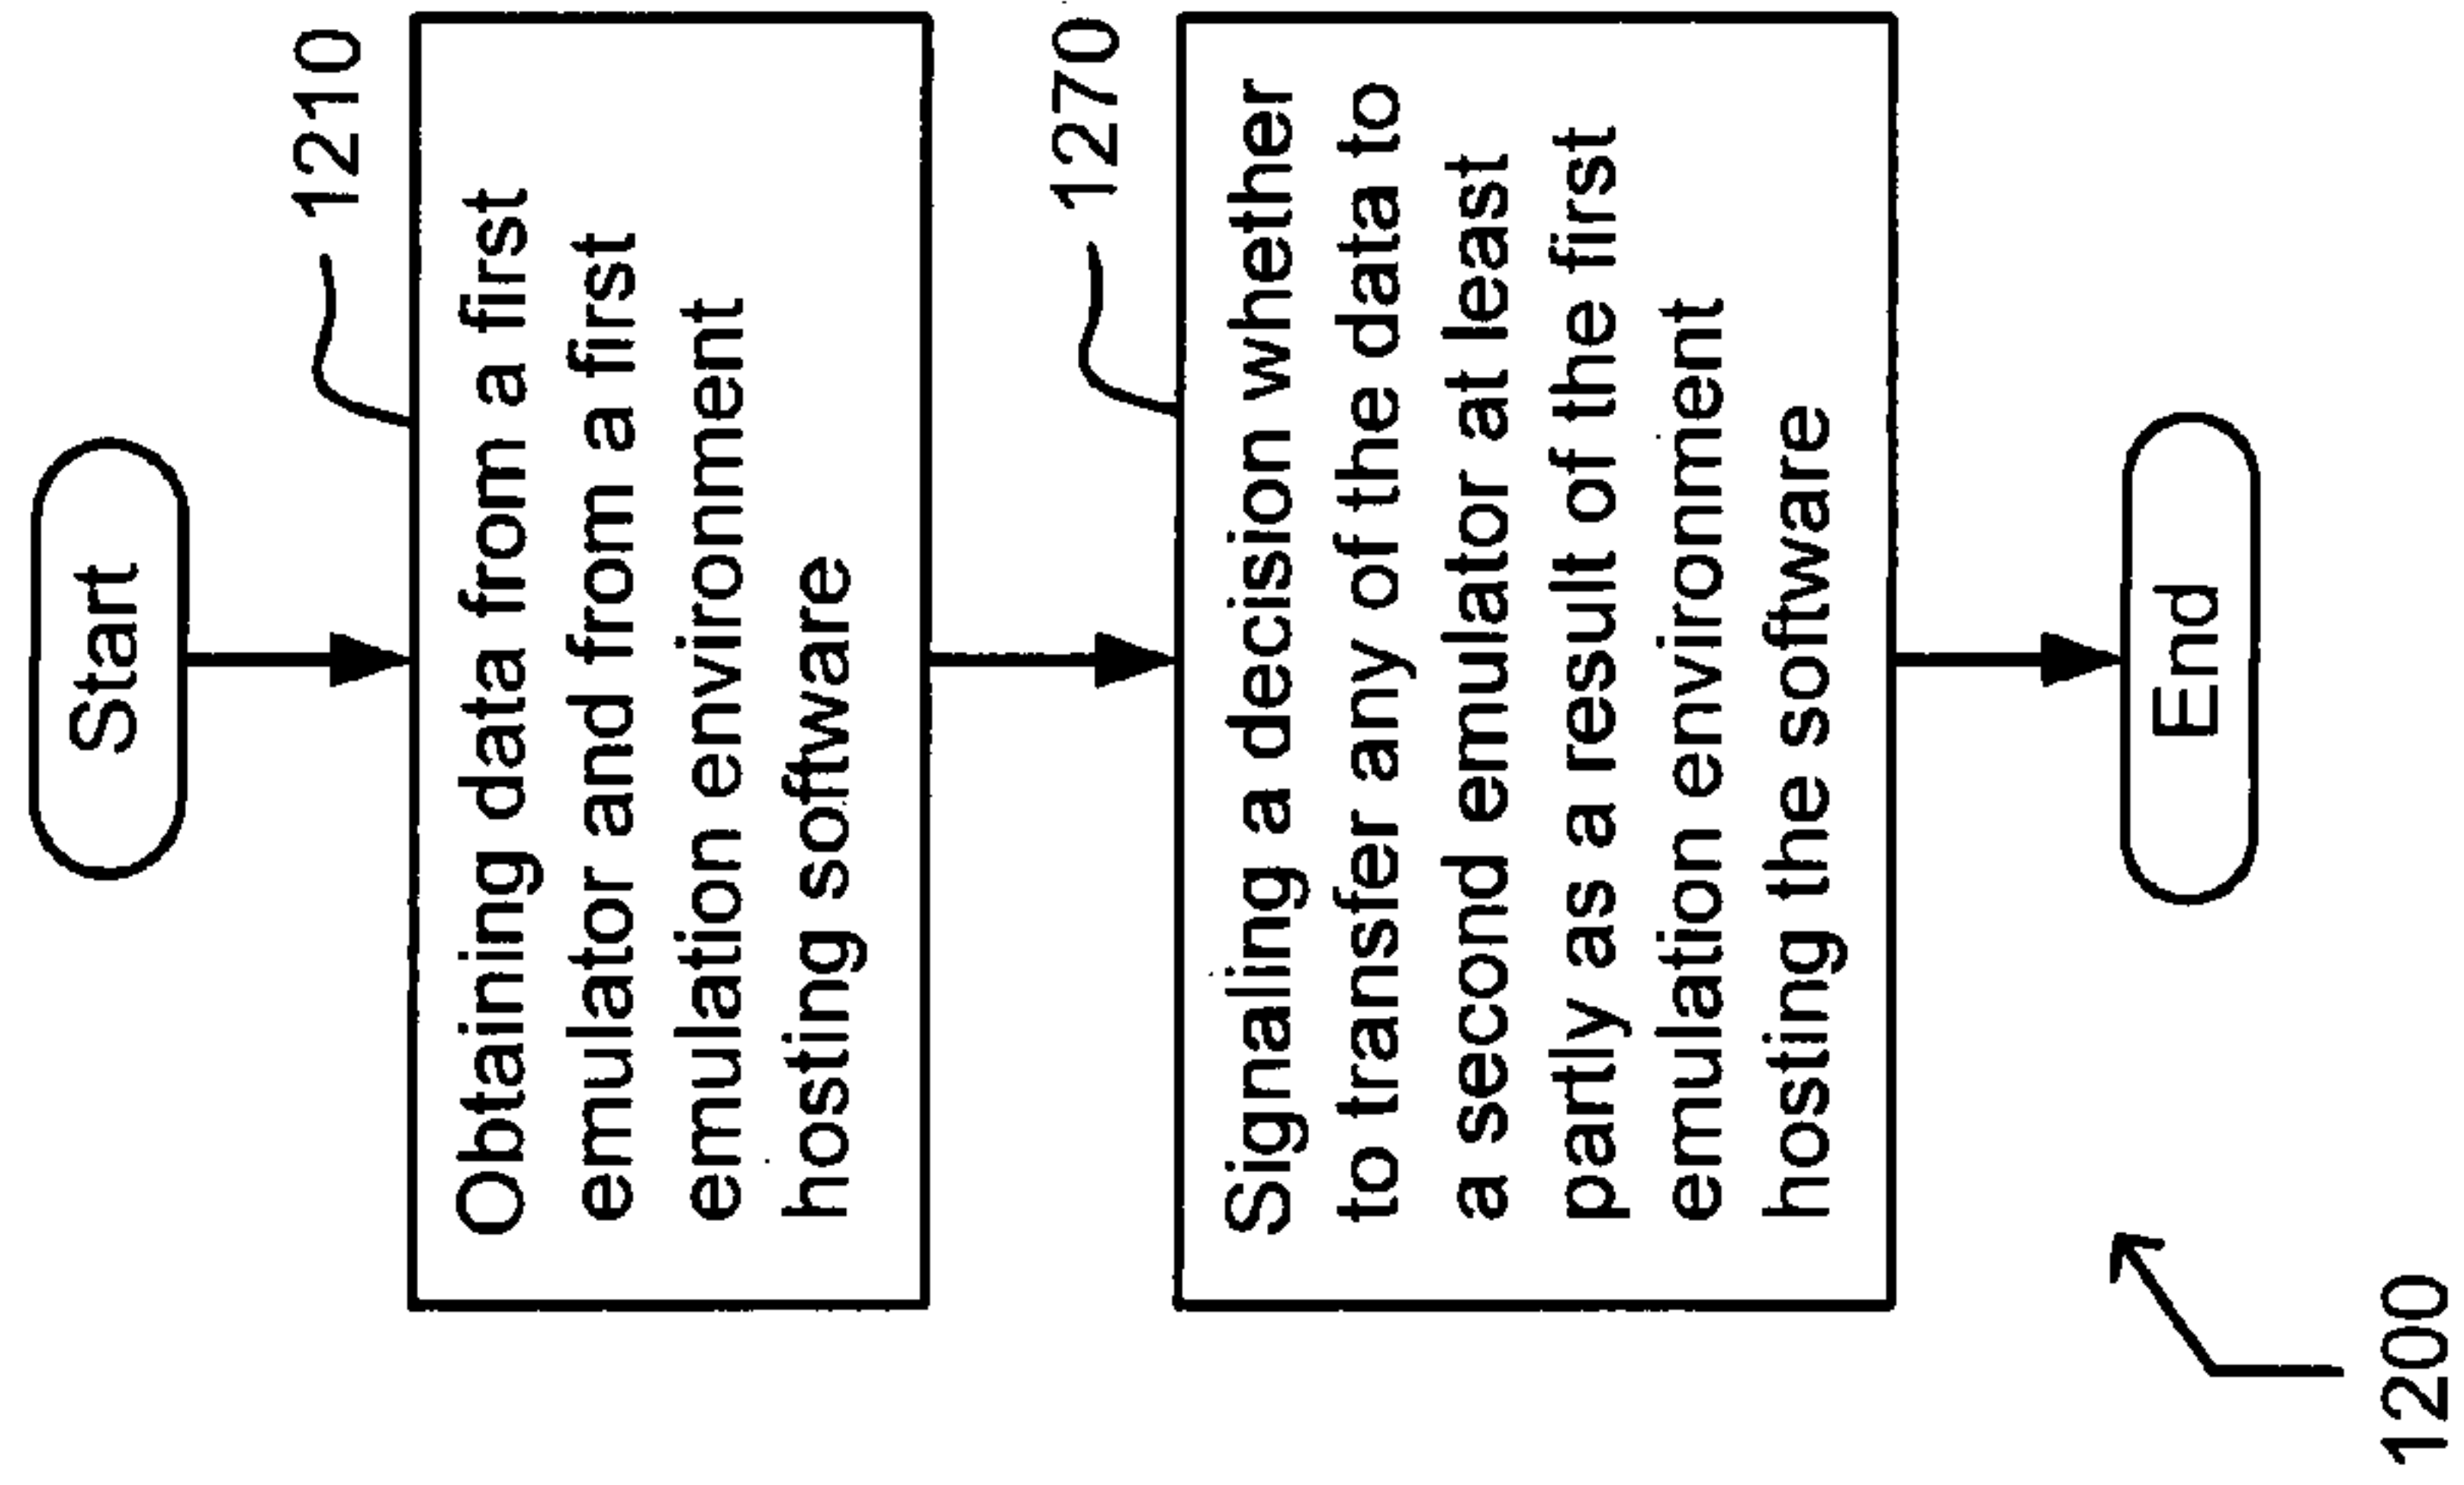 Start
1210
Obtaining data from a first
emulator and from a first
emulation environment
hosting software
1270
Signaling a decision whether
to transfer any of the data to
a second emulator at least
partly as a result of the first
emulation environment
hosting the software
End
1200